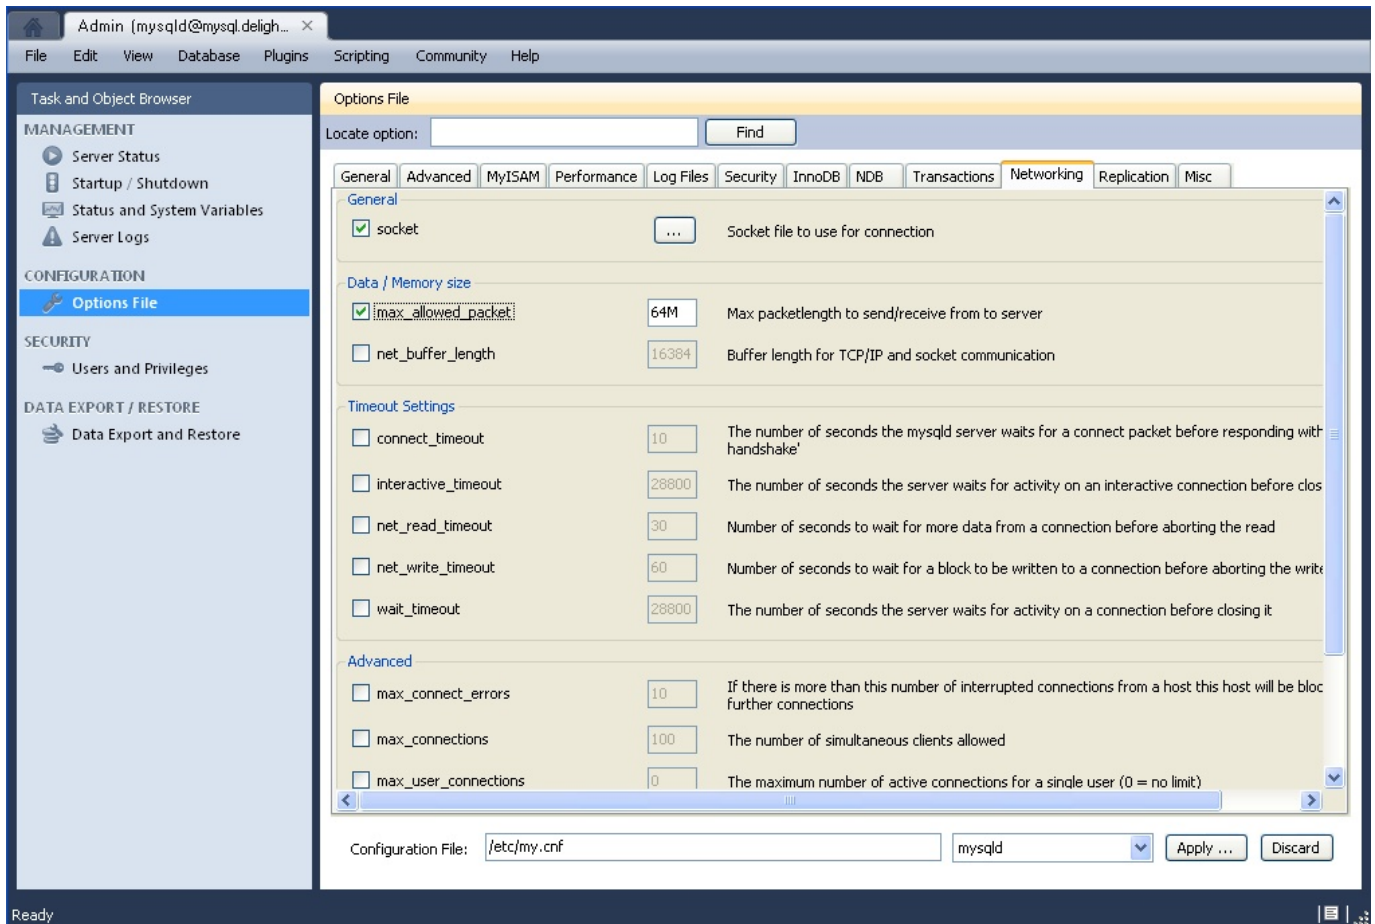 Admin (mysqld@mysql.deligh... ×
File Edit View Database Plugins Scripting Community Help
Task and Object Browser
MANAGEMENT
Server Status
Startup / Shutdown
Status and System Variables
Server Logs
CONFIGURATION
Options File
SECURITY
Users and Privileges
DATA EXPORT / RESTORE
Data Export and Restore
Options File
Locate option: Find
General Advanced MyISAM Performance Log Files Security InnoDB NDB Transactions Networking Replication Misc
General
socket ... Socket file to use for connection
Data / Memory size
max_allowed_packet 64M Max packetlength to send/receive from to server
net_buffer_length 16384 Buffer length for TCP/IP and socket communication
Timeout Settings
connect_timeout 10 The number of seconds the mysqld server waits for a connect packet before responding with
handshake'
interactive_timeout 28800 The number of seconds the server waits for activity on an interactive connection before clos
net_read_timeout 30 Number of seconds to wait for more data from a connection before aborting the read
net_write_timeout 60 Number of seconds to wait for a block to be written to a connection before aborting the write
wait_timeout 28800 The number of seconds the server waits for activity on a connection before closing it
Advanced
max_connect_errors 10 If there is more than this number of interrupted connections from a host this host will be bloc
further connections
max_connections 100 The number of simultaneous clients allowed
max_user_connections 0 The maximum number of active connections for a single user (0 = no limit)
Configuration File: /etc/my.cnf mysqld Apply ... Discard
Ready